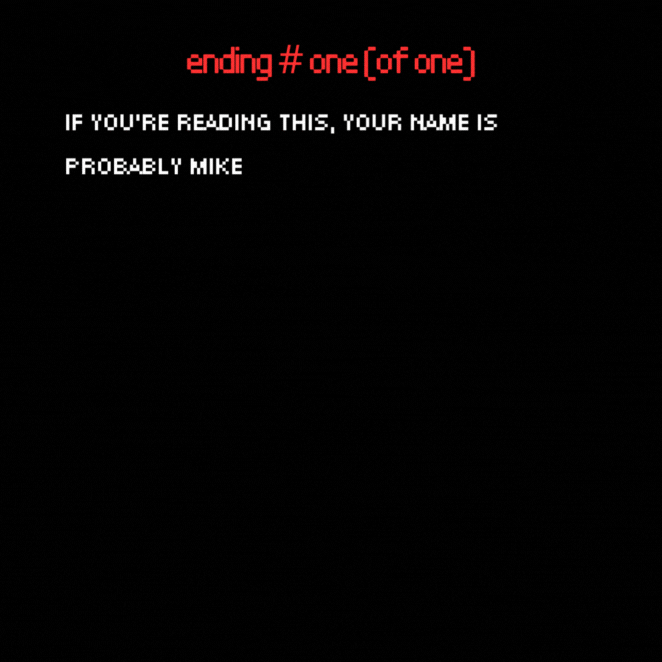 ending # one (of one)
IF YOU'RE READING THIS, YOUR NAME IS
PROBABLY MIKE